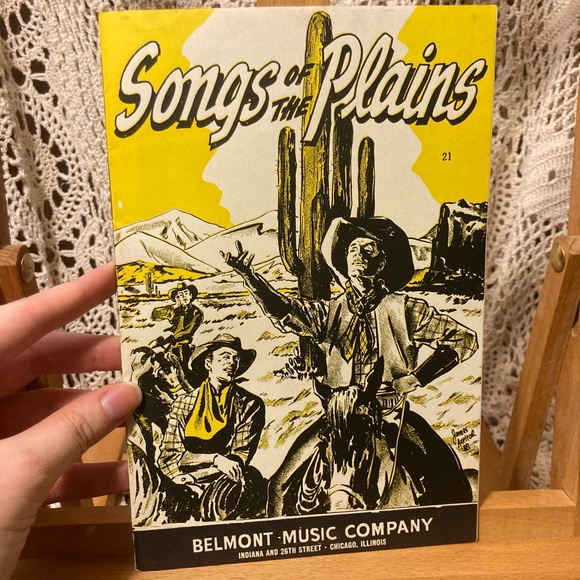 Songs OF THE Plains
21
BELMONT MUSIC COMPANY
INDIANA AND 26TH STREET · CHICAGO, ILLINOIS